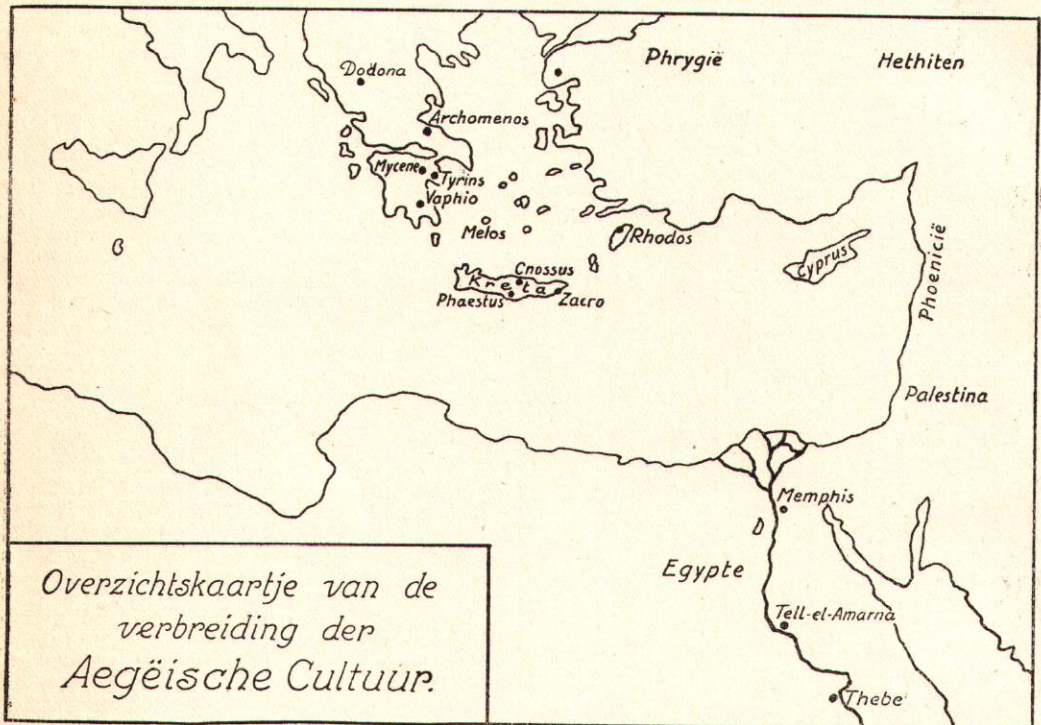 Phrygië
Hethiten
Dodona
Archomenos
Mycene
Tyrins
Vaphio
Melos
Rhodos
Cyprus
Phoenicië
Cnossus
Kreta
Phaestus
Zacro
Palestina
Memphis
Egypte
Tell-el-Amarna
Thebe
Overzichtskaartje van de
verbreiding der
Aegëische Cultuur.